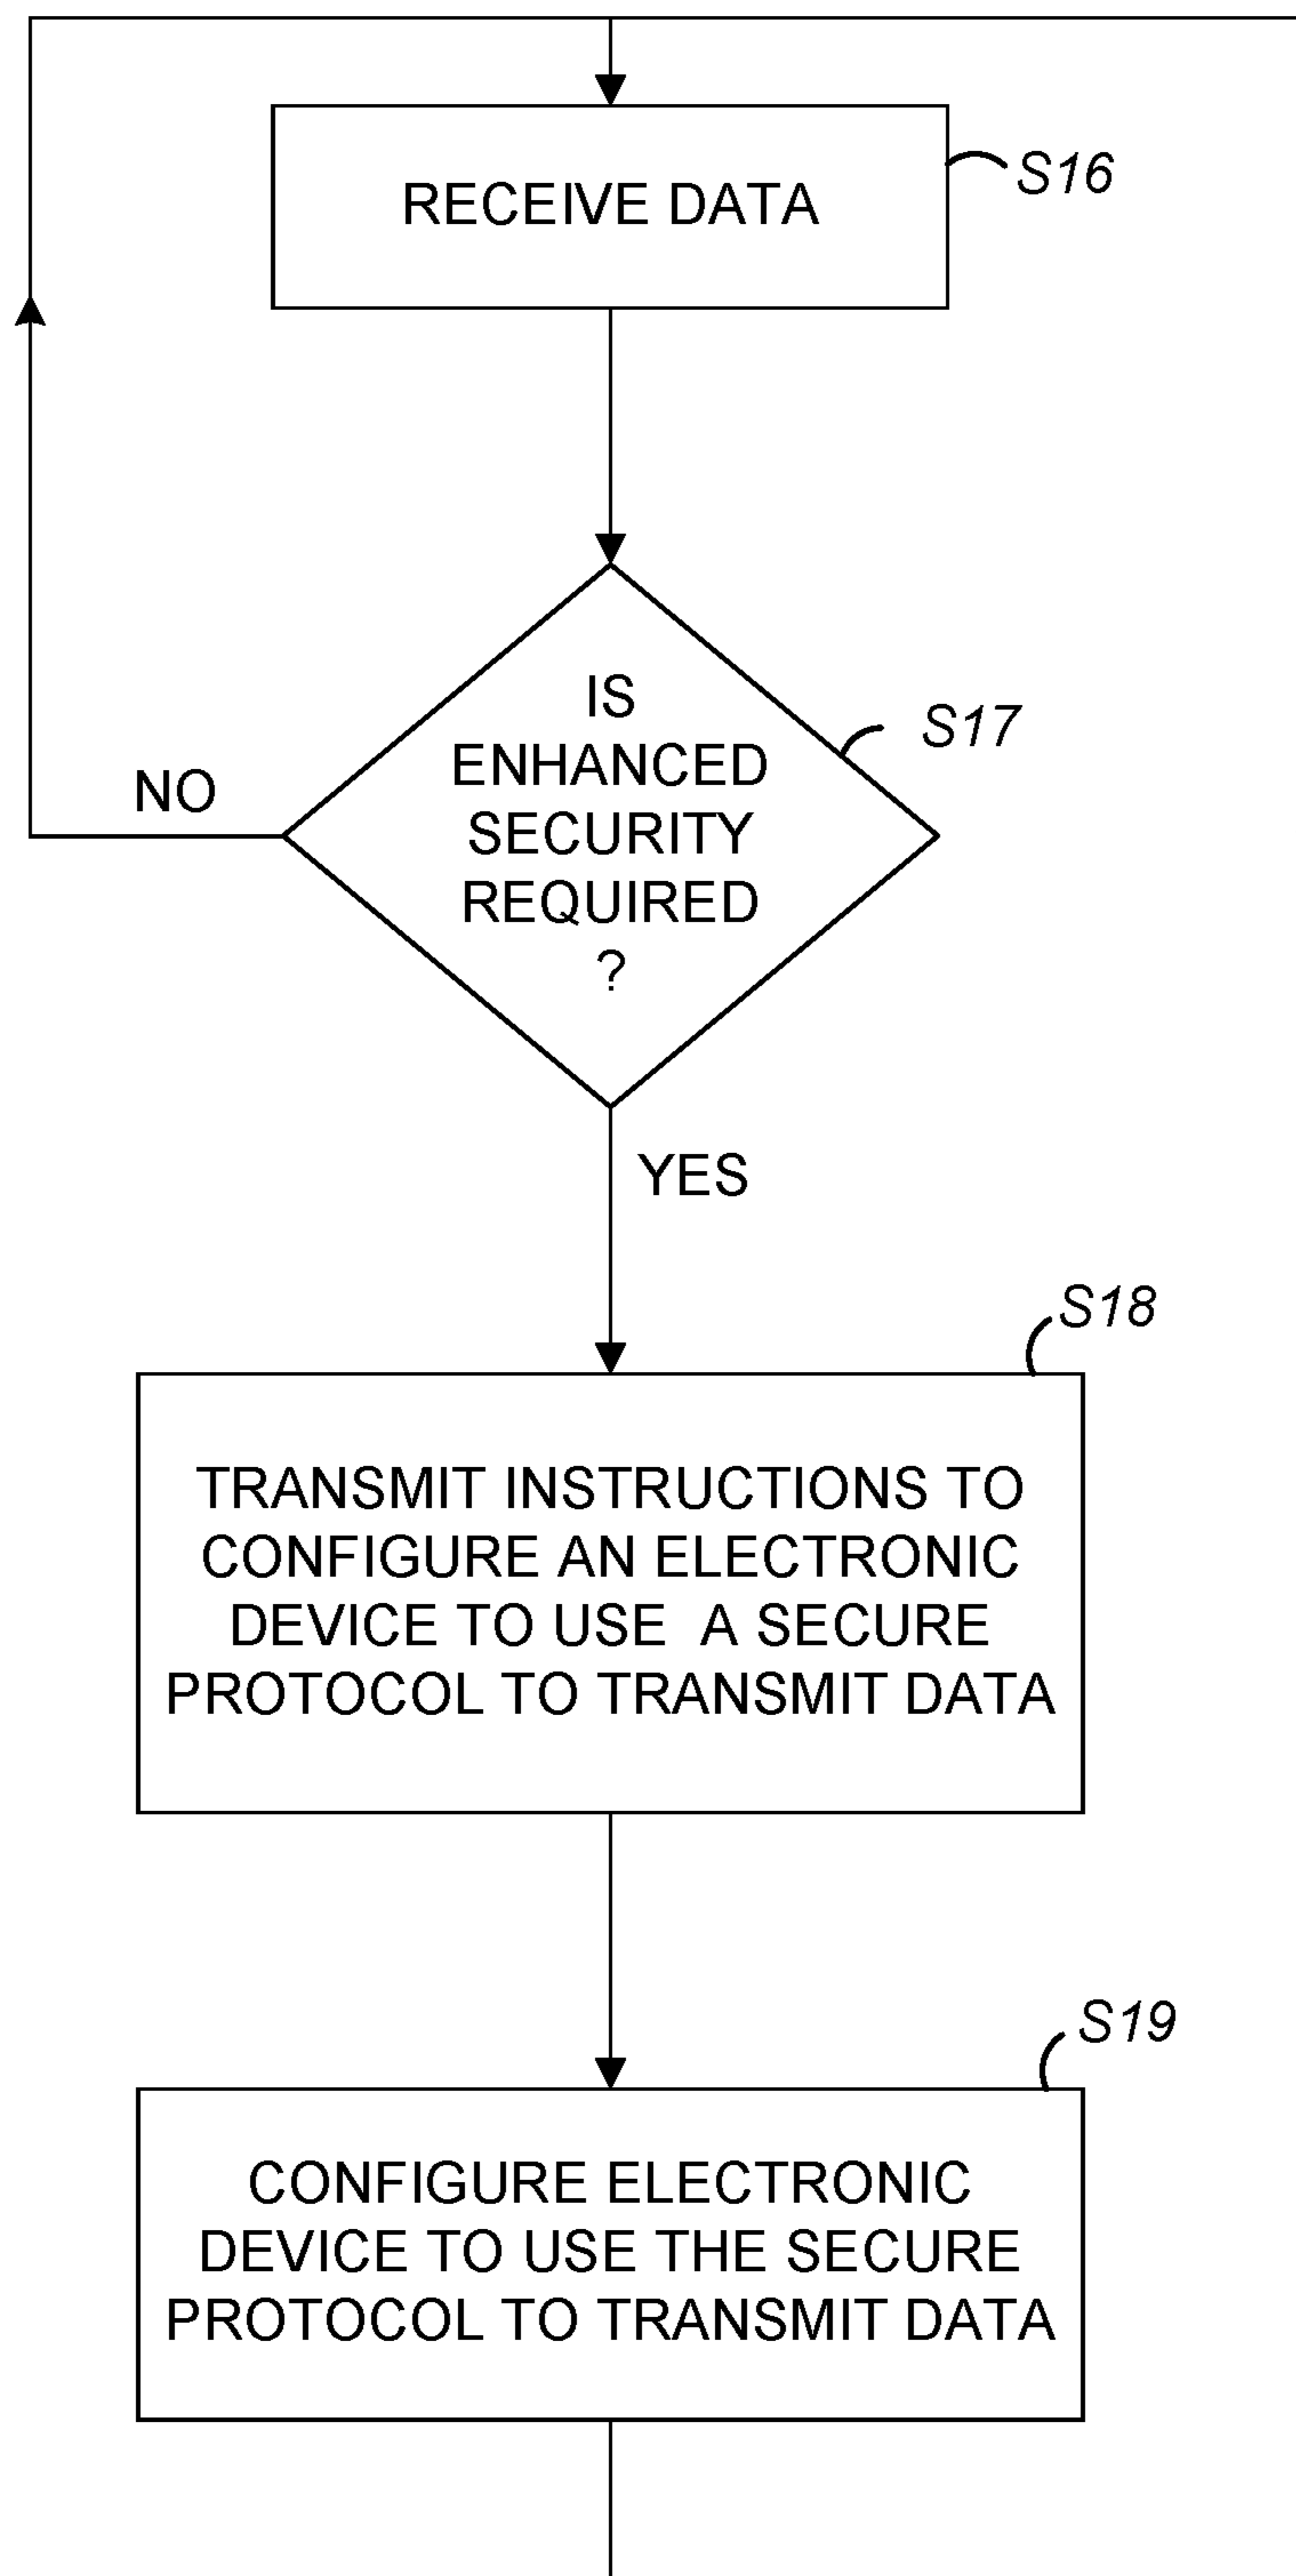 RECEIVE DATA
S16
IS
ENHANCED
SECURITY
REQUIRED
?
S17
NO
YES
S18
TRANSMIT INSTRUCTIONS TO
CONFIGURE AN ELECTRONIC
DEVICE TO USE A SECURE
PROTOCOL TO TRANSMIT DATA
S19
CONFIGURE ELECTRONIC
DEVICE TO USE THE SECURE
PROTOCOL TO TRANSMIT DATA